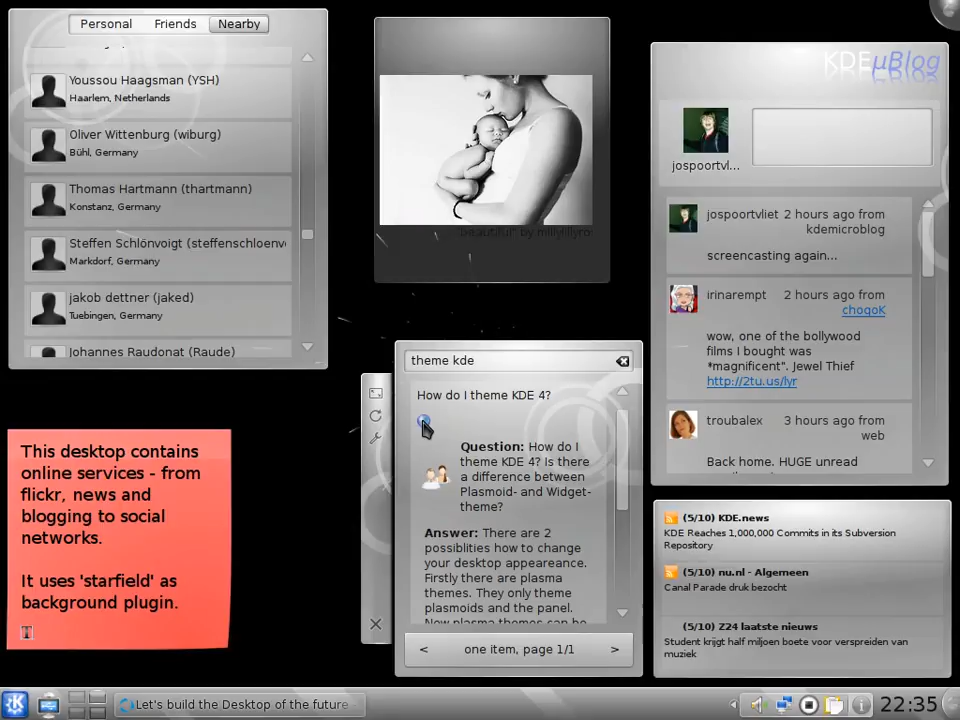 Personal Friends Nearby
Youssou Haagsman (YSH)
Haarlem, Netherlands
Oliver Wittenburg (wiburg)
Bühl, Germany
Thomas Hartmann (thartmann)
Konstanz, Germany
Steffen Schlönvoigt (steffenschloenv
Markdorf, Germany
jakob dettner (jaked)
Tuebingen, Germany
Johannes Raudonat (Raude)
"beautiful" by millylillyrose
KDEµBlog
jospoortvl...
jospoortvliet 2 hours ago from
kdemicroblog
screencasting again...
irinarempt 2 hours ago from
choqoK
wow, one of the bollywood
films I bought was
*magnificent*. Jewel Thief
http://2tu.us/lyr
troubalex 3 hours ago from
web
Back home. HUGE unread
theme kde
How do I theme KDE 4?
Question: How do I
theme KDE 4? Is there
a difference between
Plasmoid- and Widget-
theme?
Answer: There are 2
possiblities how to change
your desktop appeareance.
Firstly there are plasma
themes. They only theme
plasmoids and the panel.
Now plasma themes can be
< one item, page 1/1 >
This desktop contains
online services - from
flickr, news and
blogging to social
networks.
It uses 'starfield' as
background plugin.
(5/10) KDE.news
KDE Reaches 1,000,000 Commits in its Subversion
Repository
(5/10) nu.nl - Algemeen
Canal Parade druk bezocht
(5/10) Z24 laatste nieuws
Student krijgt half miljoen boete voor verspreiden van
muziek
Let's build the Desktop of the future
22:35